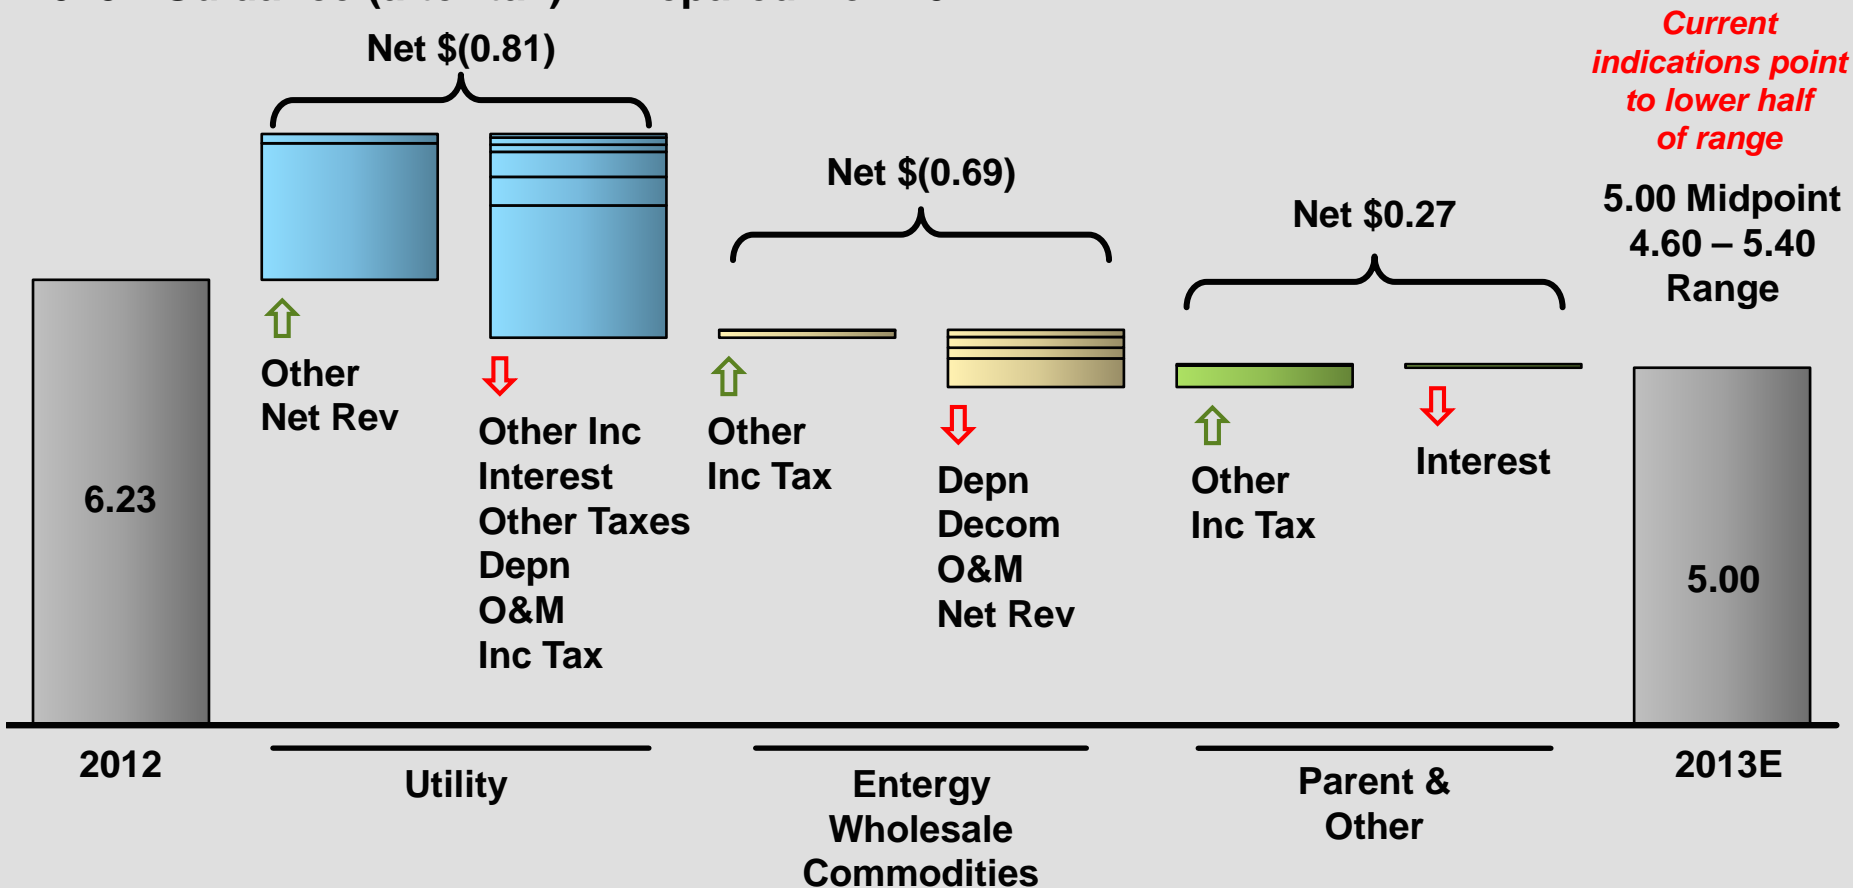 Net $(0.81)
Current
indications point
to lower half
of range
Net $(0.69)
5.00 Midpoint
4.60 – 5.40
Range
Net $0.27
Other
Net Rev
Other Inc
Interest
Other Taxes
Depn
O&M
Inc Tax
Other
Inc Tax
Depn
Decom
O&M
Net Rev
Other
Inc Tax
Interest
6.23
5.00
2012
Utility
Entergy
Wholesale
Commodities
Parent &
Other
2013E